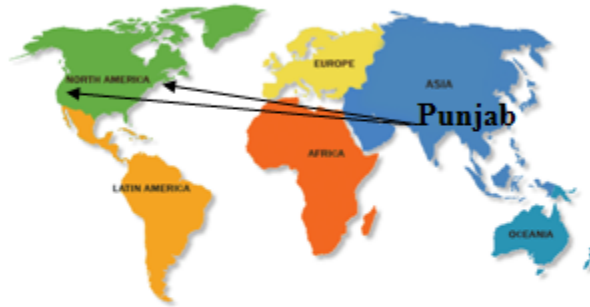 EUROPE
NORTH AMERICA
ASIA
Punjab
AFRICA
LATIN AMERICA
OCEANIA